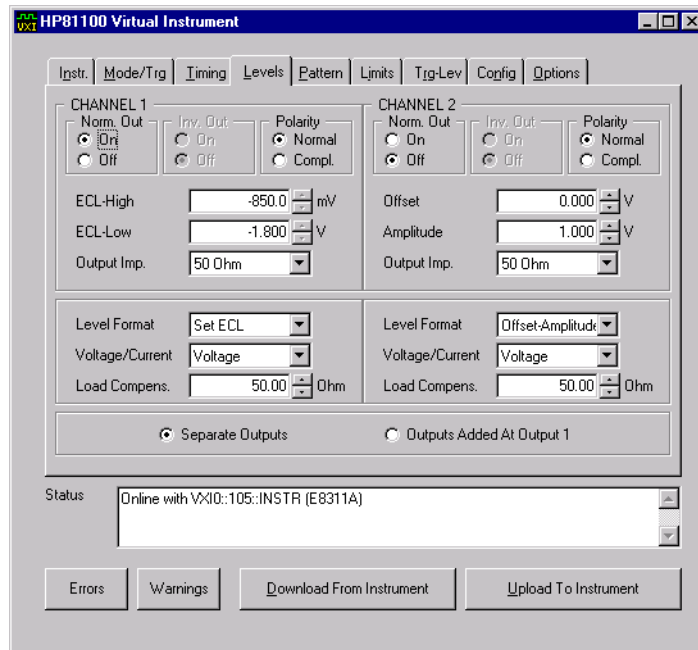 VXI HP81100 Virtual Instrument
Instr. Mode/Trg Timing Levels Pattern Limits Trg-Lev Config Options
CHANNEL 1
Norm. Out Inv. Out Polarity
On On Normal
Off Off Compl.
ECL-High -850.0 mV
ECL-Low -1.800 V
Output Imp. 50 Ohm
CHANNEL 2
Norm. Out Inv. Out Polarity
On On Normal
Off Off Compl.
Offset 0.000 V
Amplitude 1.000 V
Output Imp. 50 Ohm
Level Format Set ECL
Voltage/Current Voltage
Load Compens. 50.00 Ohm
Level Format Offset-Amplitude
Voltage/Current Voltage
Load Compens. 50.00 Ohm
Separate Outputs Outputs Added At Output 1
Status Online with VXI0::105::INSTR (E8311A)
Errors Warnings Download From Instrument Upload To Instrument